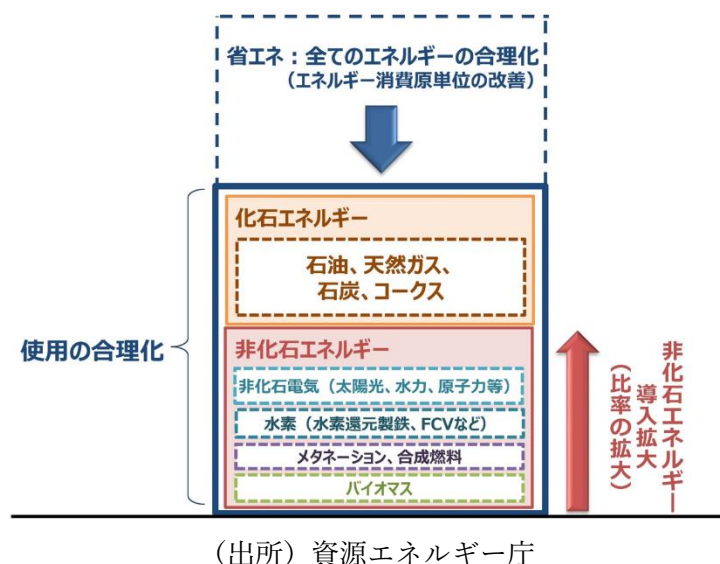 省エネ：全てのエネルギーの合理化
（エネルギー消費原単位の改善）
化石エネルギー
石油、天然ガス、
石炭、コークス
使用の合理化
非化石エネルギー
非化石電気（太陽光、水力、原子力等）
水素（水素還元製鉄、FCVなど）
メタネーション、合成燃料
バイオマス
非化石エネルギー
導入拡大
（比率の拡大）
（出所）資源エネルギー庁